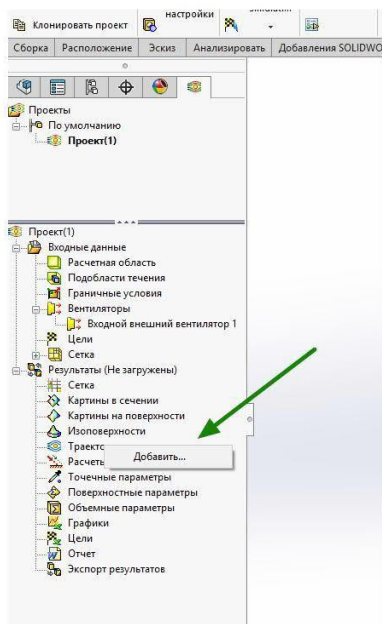 настройки
Клонировать проект
Сборка Расположение Эскиз Анализировать Добавления SOLIDWO
Проекты
По умолчанию
Проект(1)
Проект(1)
Входные данные
Расчетная область
Подобласти течения
Граничные условия
Вентиляторы
Входной внешний вентилятор 1
Цели
Сетка
Результаты (Не загружены)
Сетка
Картины в сечении
Картины на поверхности
Изоповерхности
Траекто
Добавить...
Расчеть
Точечные параметры
Поверхностные параметры
Объемные параметры
Графики
Цели
Отчет
Экспорт результатов